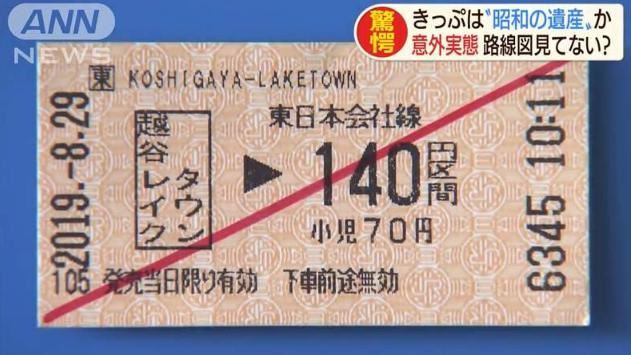 ANN
NEWS
驚愕
きっぷは〝昭和の遺産〟か
意外実態 路線図見てない?
東 KOSHIGAYA-LAKETOWN
2019.-8.29
越谷レイク
タウン
東日本会社線
▶ 140円区間
小児70円
6345 10:11
105 発売当日限り有効 下車前途無効